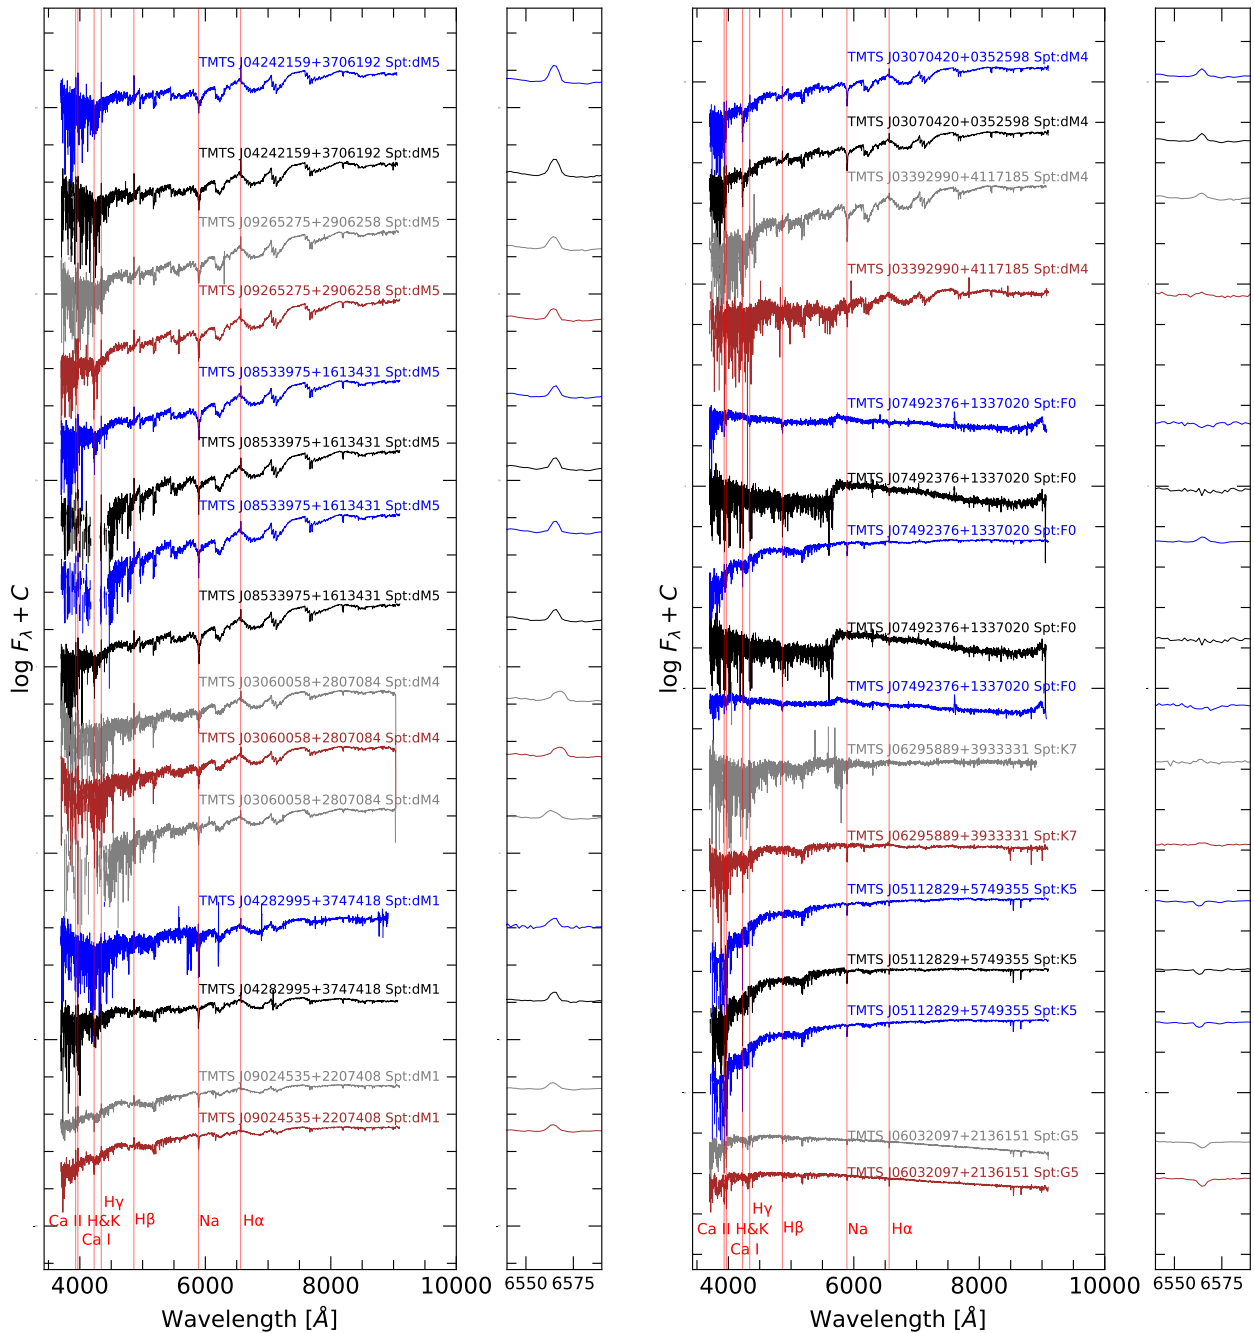 TMTS J04242159+3706192 Spt:dM5
TMTS J04242159+3706192 Spt:dM5
TMTS J09265275+2906258 Spt:dM5
TMTS J09265275+2906258 Spt:dM5
TMTS J08533975+1613431 Spt:dM5
TMTS J08533975+1613431 Spt:dM5
TMTS J08533975+1613431 Spt:dM5
TMTS J08533975+1613431 Spt:dM5
TMTS J03060058+2807084 Spt:dM4
TMTS J03060058+2807084 Spt:dM4
TMTS J03060058+2807084 Spt:dM4
TMTS J04282995+3747418 Spt:dM1
TMTS J04282995+3747418 Spt:dM1
TMTS J09024535+2207408 Spt:dM1
TMTS J09024535+2207408 Spt:dM1
Hγ
Ca II H&K Hβ Na Hα
Ca I
log F_λ + C
4000 6000 8000 10000
Wavelength [Å]
6550 6575
TMTS J03070420+0352598 Spt:dM4
TMTS J03070420+0352598 Spt:dM4
TMTS J03392990+4117185 Spt:dM4
TMTS J03392990+4117185 Spt:dM4
TMTS J07492376+1337020 Spt:F0
TMTS J07492376+1337020 Spt:F0
TMTS J07492376+1337020 Spt:F0
TMTS J07492376+1337020 Spt:F0
TMTS J07492376+1337020 Spt:F0
TMTS J06295889+3933331 Spt:K7
TMTS J06295889+3933331 Spt:K7
TMTS J05112829+5749355 Spt:K5
TMTS J05112829+5749355 Spt:K5
TMTS J05112829+5749355 Spt:K5
TMTS J06032097+2136151 Spt:G5
TMTS J06032097+2136151 Spt:G5
Hγ
Ca II H&K Hβ Na Hα
Ca I
log F_λ + C
4000 6000 8000 10000
Wavelength [Å]
6550 6575